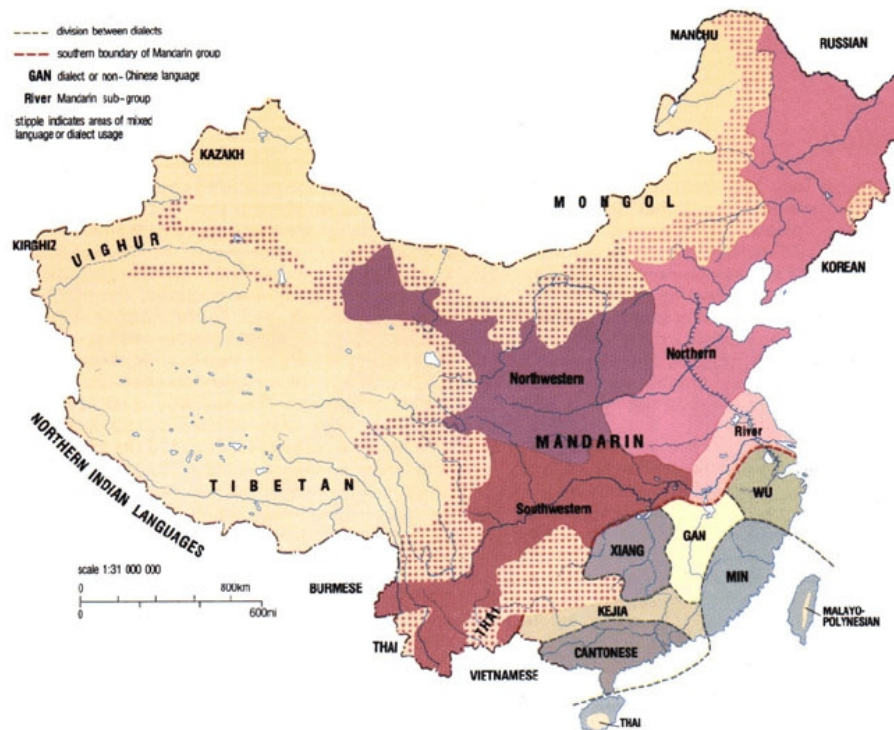 division between dialects
southern boundary of Mandarin group
GAN dialect or non-Chinese language
River Mandarin sub-group
stipple indicates areas of mixed
language or dialect usage
MANCHU
RUSSIAN
KAZAKH
MONGOL
KIRGHIZ
UIGHUR
KOREAN
Northwestern
Northern
MANDARIN
River
NORTHERN INDIAN LANGUAGES
TIBETAN
WU
Southwestern
GAN
XIANG
scale 1:31 000 000
0 800km
0 600mi
BURMESE
MIN
KEJIA
MALAYO-
POLYNESIAN
THAI
THAI
CANTONESE
VIETNAMESE
THAI